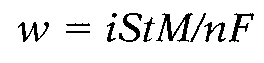 w = iStM/nF